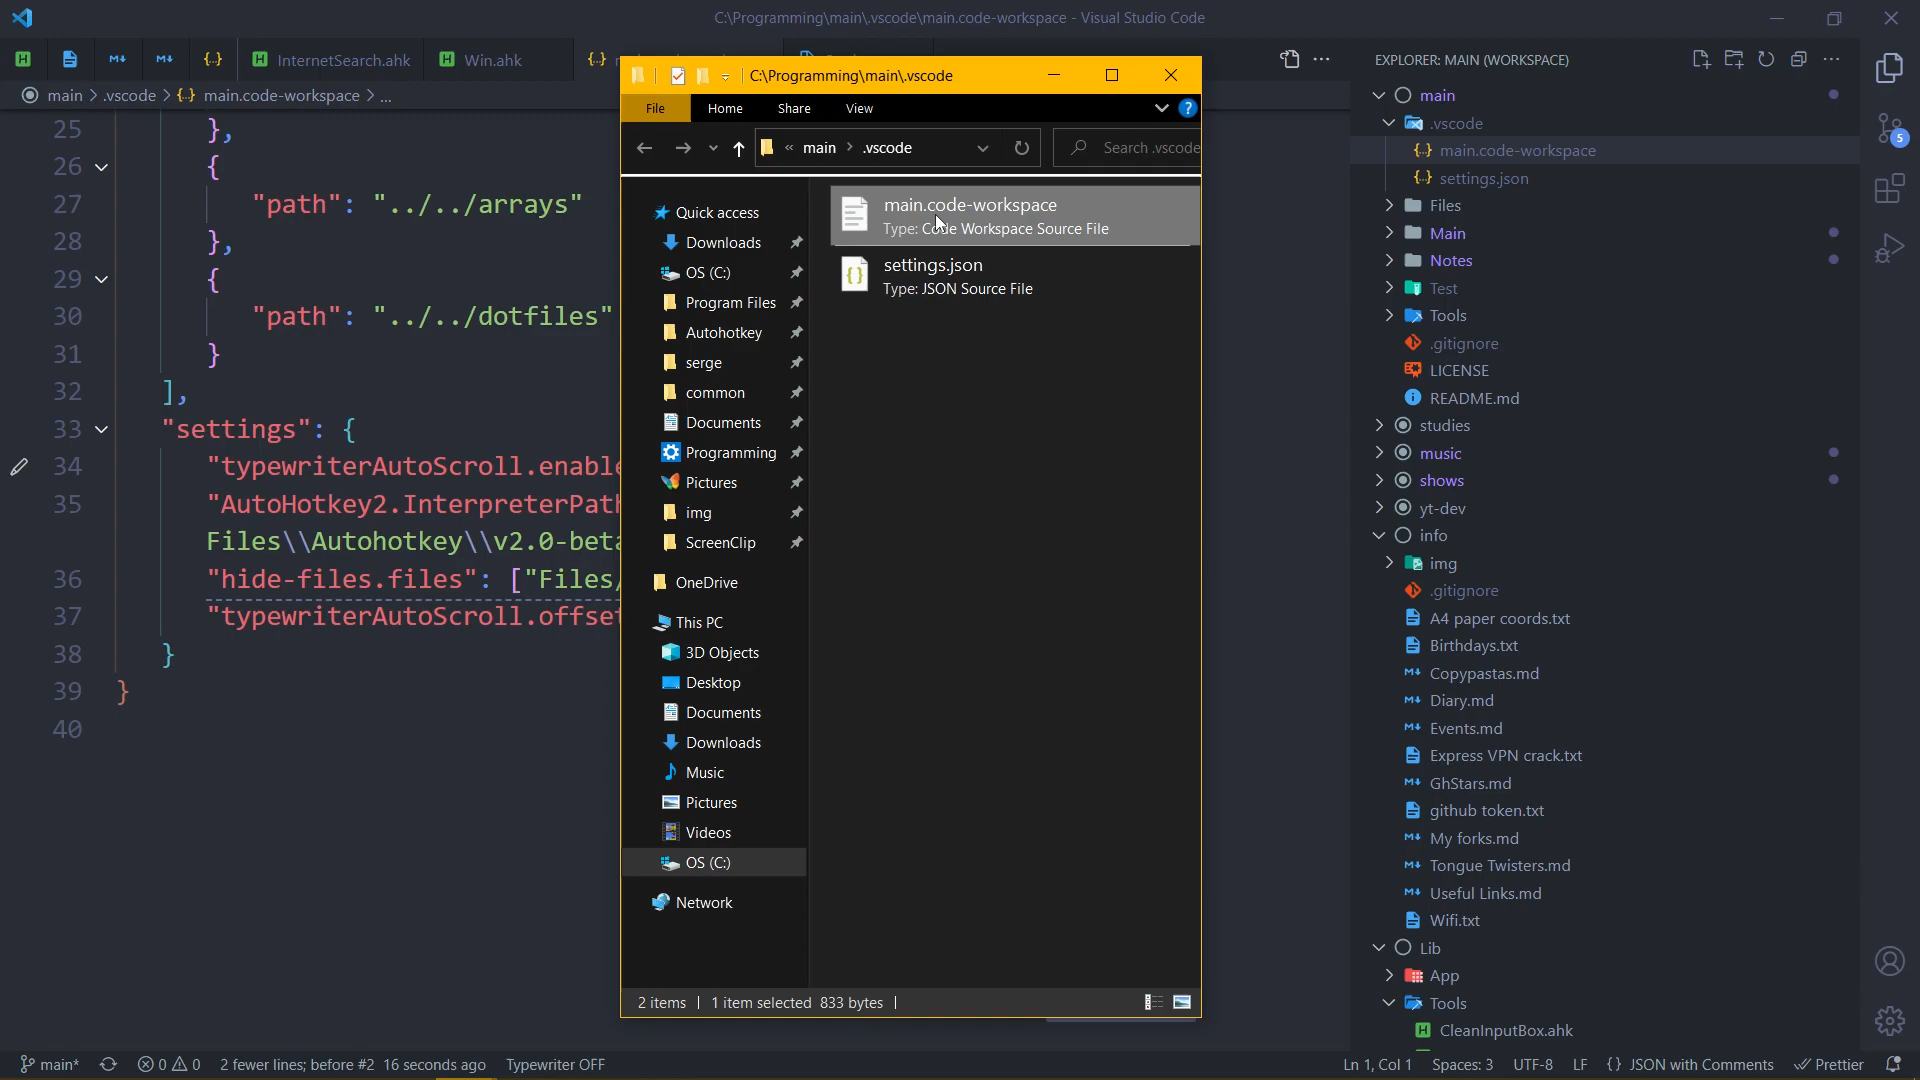 C:\Programming\main\.vscode\main.code-workspace - Visual Studio Code
InternetSearch.ahk
Win.ahk
main > .vscode > {} main.code-workspace > ...
25 },
26 {
27 "path": "../../arrays"
28 },
29 {
30 "path": "../../dotfiles"
31 }
32 ],
33 "settings": {
34 "typewriterAutoScroll.enable
35 "AutoHotkey2.InterpreterPath
Files\\Autohotkey\\v2.0-beta
36 "hide-files.files": ["Files/
37 "typewriterAutoScroll.offset
38 }
39 }
40
C:\Programming\main\.vscode
File Home Share View
« main > .vscode
Search .vscode
Quick access
Downloads
OS (C:)
Program Files
Autohotkey
serge
common
Documents
Programming
Pictures
img
ScreenClip
OneDrive
This PC
3D Objects
Desktop
Documents
Downloads
Music
Pictures
Videos
OS (C:)
Network
main.code-workspace
Type: Code Workspace Source File
settings.json
Type: JSON Source File
2 items | 1 item selected 833 bytes |
EXPLORER: MAIN (WORKSPACE)
main
.vscode
{} main.code-workspace
{} settings.json
Files
Main
Notes
Test
Tools
.gitignore
LICENSE
README.md
studies
music
shows
yt-dev
info
img
.gitignore
A4 paper coords.txt
Birthdays.txt
Copypastas.md
Diary.md
Events.md
Express VPN crack.txt
GhStars.md
github token.txt
My forks.md
Tongue Twisters.md
Useful Links.md
Wifi.txt
Lib
App
Tools
CleanInputBox.ahk
5
main* 0 0 2 fewer lines; before #2 16 seconds ago Typewriter OFF
Ln 1, Col 1 Spaces: 3 UTF-8 LF {} JSON with Comments Prettier